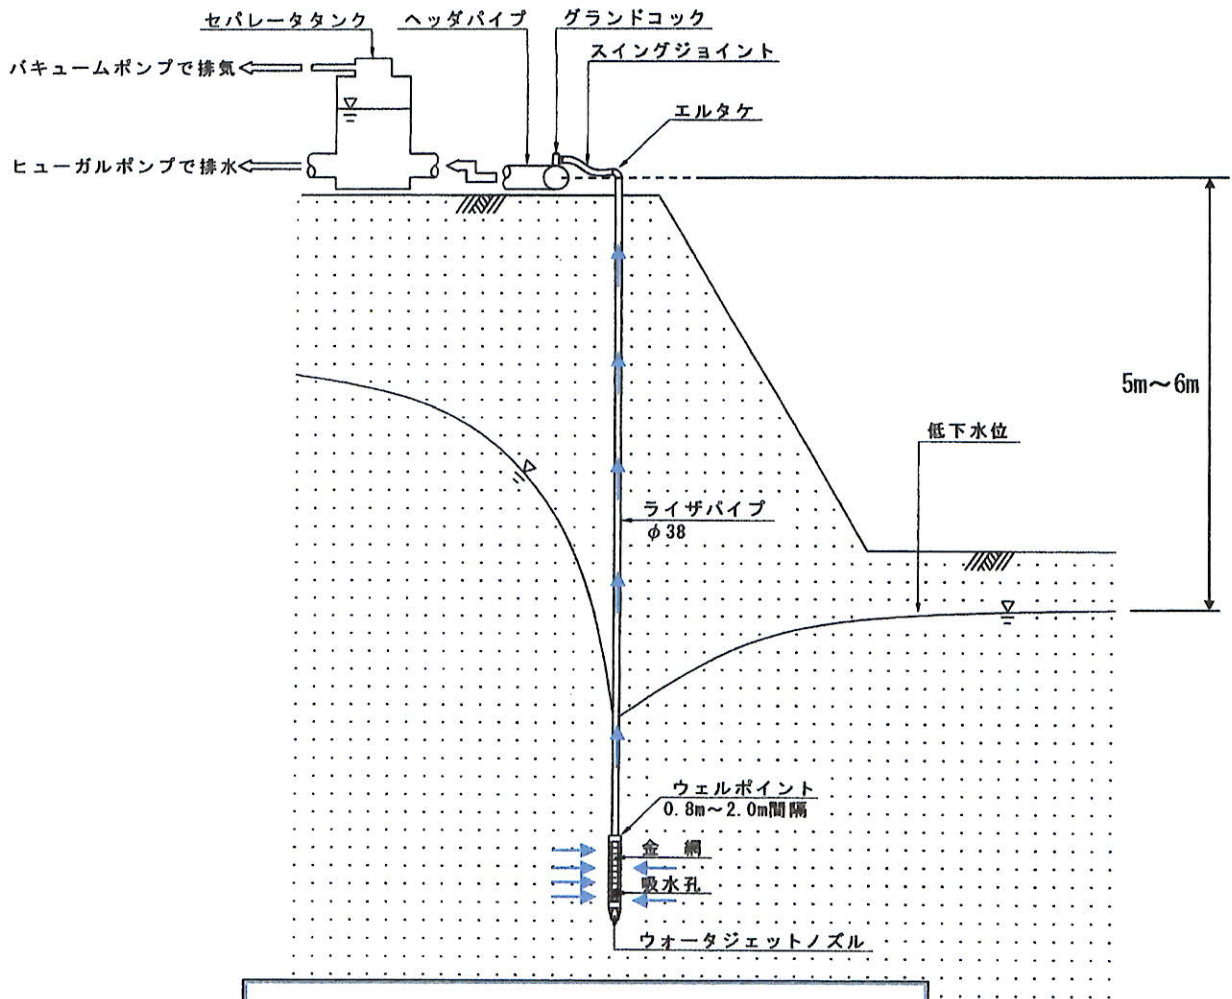 セパレータタンク
ヘッダパイプ
グランドコック
スイングジョイント
バキュームポンプで排気
エルタケ
ヒューガルポンプで排水
5m～6m
低下水位
ライザパイプ
φ38
ウェルポイント
0.8m～2.0m間隔
金 網
吸水孔
ウォータジェットノズル